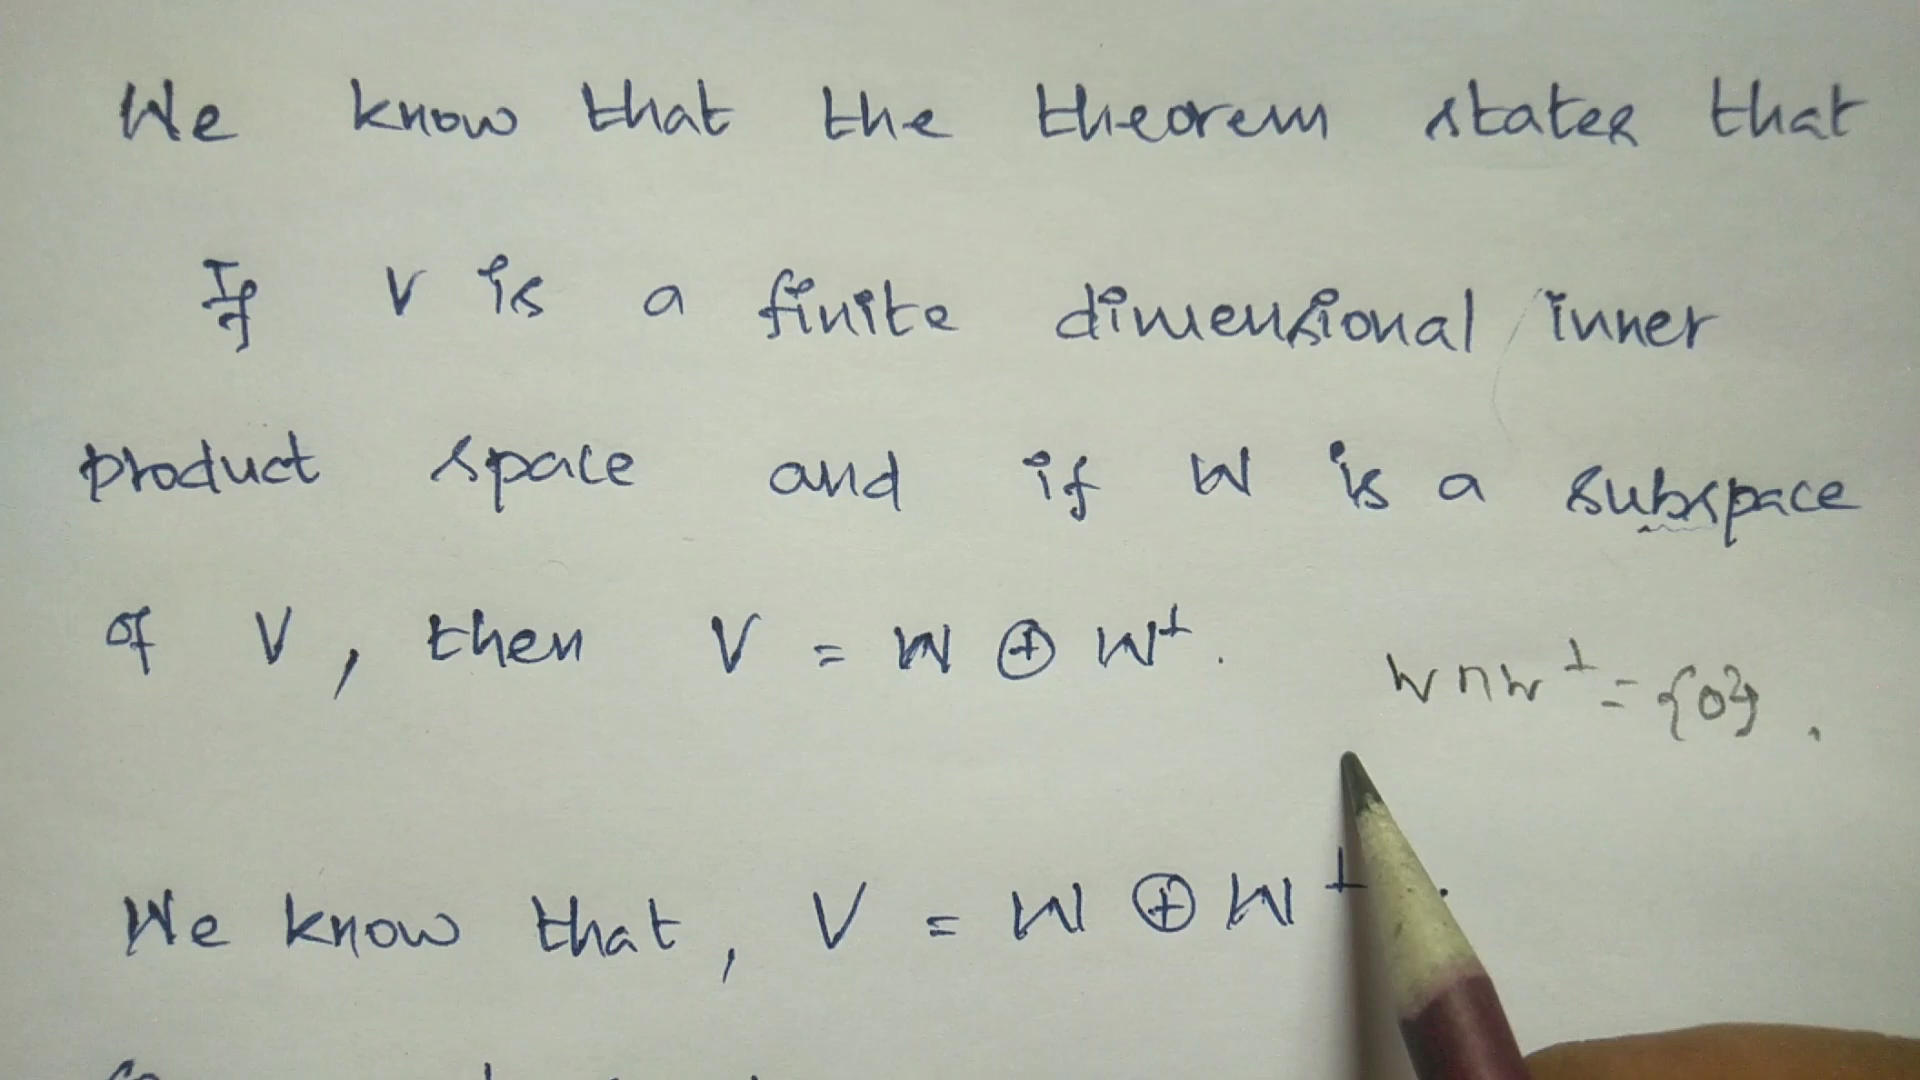 We know that the theorem states that
If V is a finite dimensional inner
product space and if W is a subspace
of V, then V = W ⊕ W⊥.
W ∩ W⊥ = {0}.
We know that, V = W ⊕ W⊥.